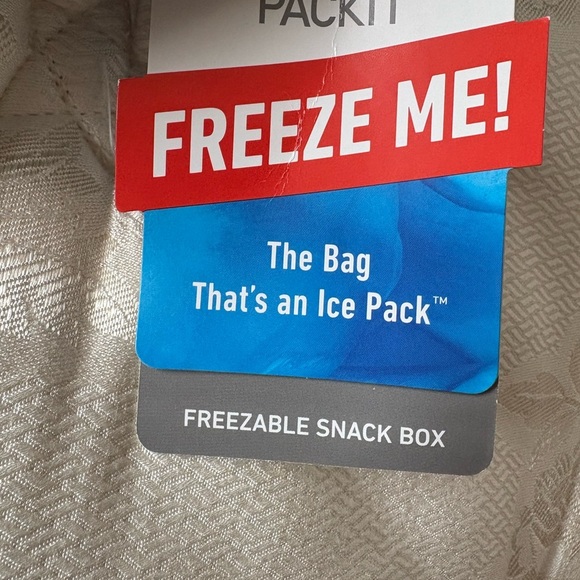 PACKIT
FREEZE ME!
The Bag
That's an Ice Pack™
FREEZABLE SNACK BOX